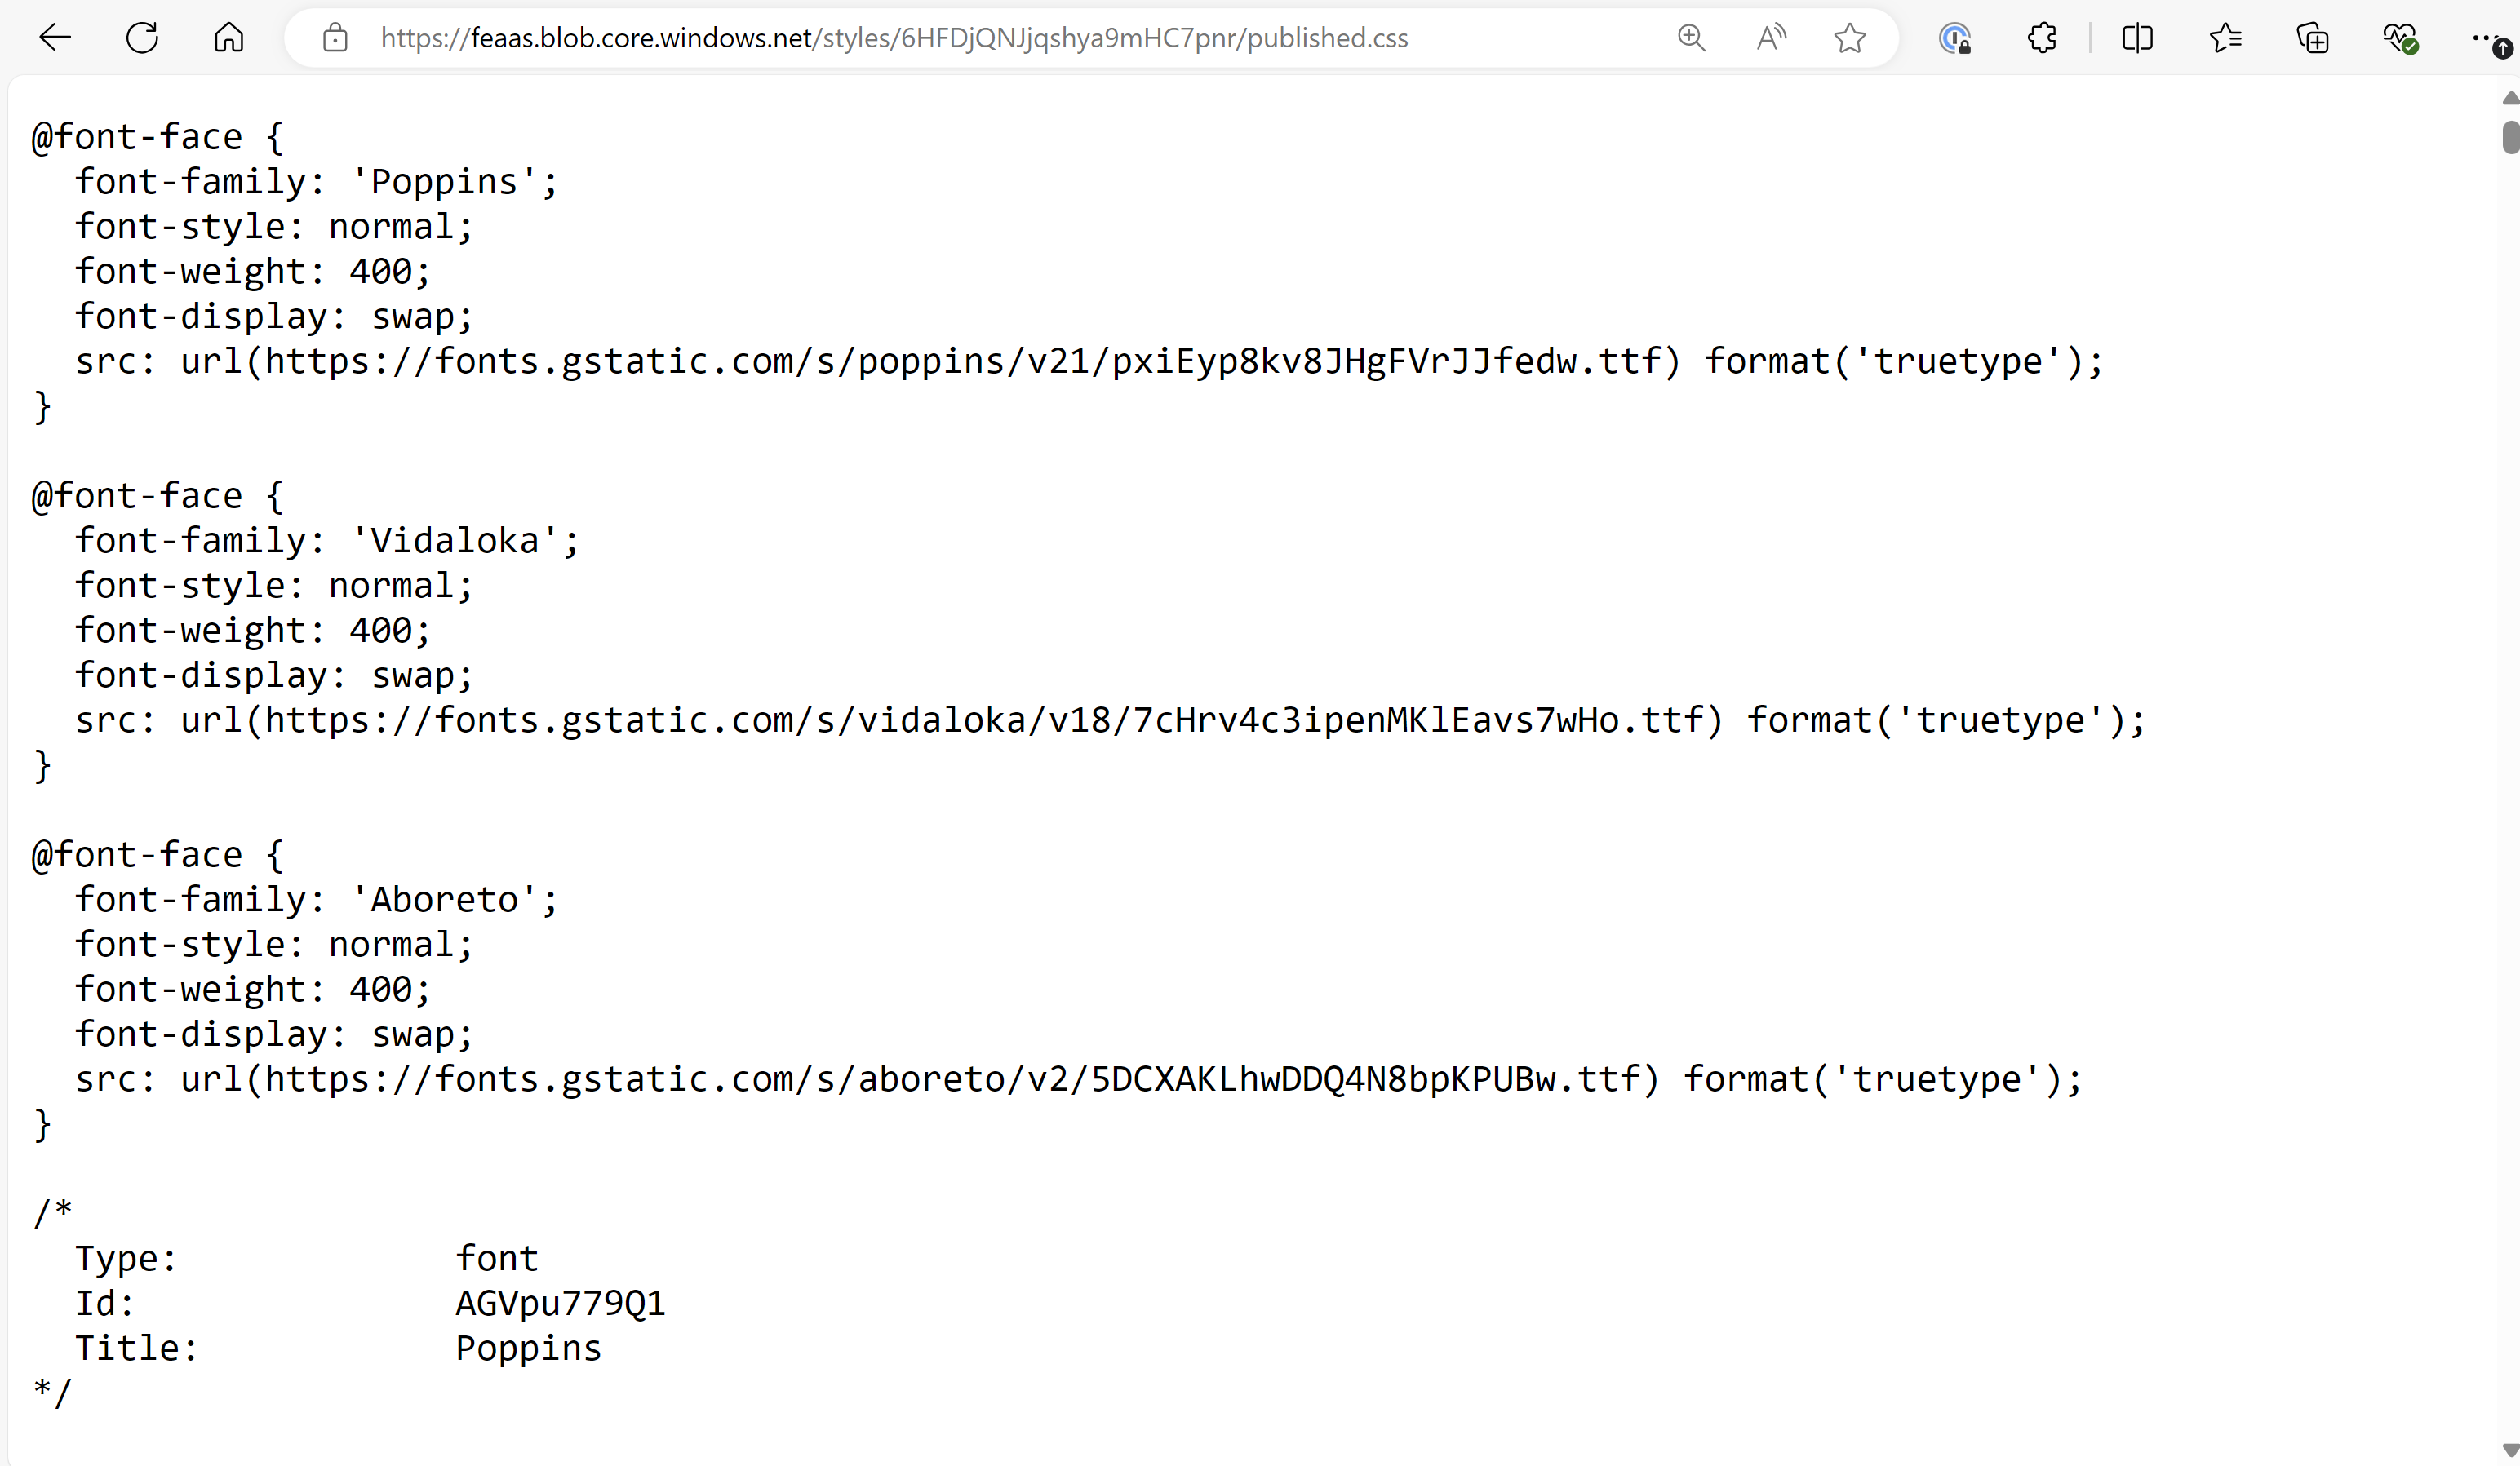 https://feaas.blob.core.windows.net/styles/6HFDjQNJjqshya9mHC7pnr/published.css
@font-face {
  font-family: 'Poppins';
  font-style: normal;
  font-weight: 400;
  font-display: swap;
  src: url(https://fonts.gstatic.com/s/poppins/v21/pxiEyp8kv8JHgFVrJJfedw.ttf) format('truetype');
}

@font-face {
  font-family: 'Vidaloka';
  font-style: normal;
  font-weight: 400;
  font-display: swap;
  src: url(https://fonts.gstatic.com/s/vidaloka/v18/7cHrv4c3ipenMKlEavs7wHo.ttf) format('truetype');
}

@font-face {
  font-family: 'Aboreto';
  font-style: normal;
  font-weight: 400;
  font-display: swap;
  src: url(https://fonts.gstatic.com/s/aboreto/v2/5DCXAKLhwDDQ4N8bpKPUBw.ttf) format('truetype');
}

/*
  Type:             font
  Id:               AGVpu779Q1
  Title:            Poppins
*/